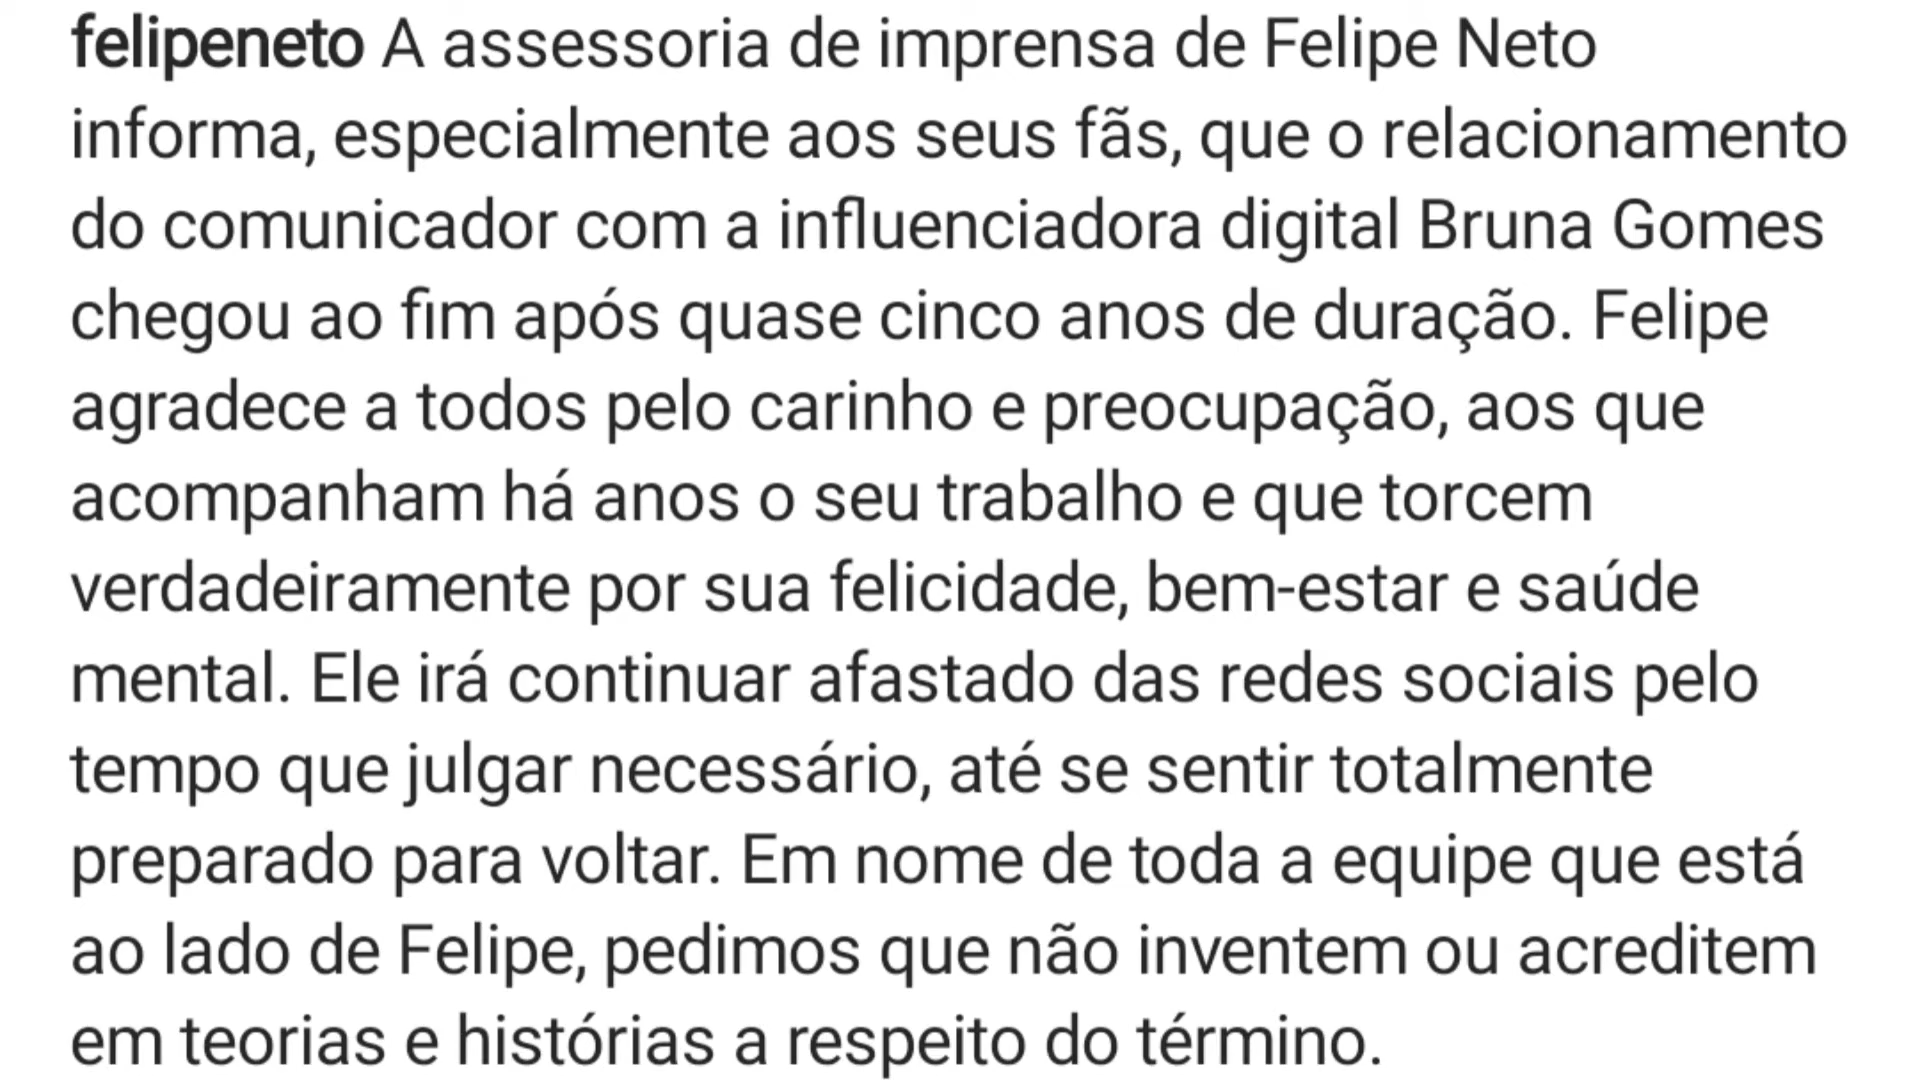 felipeneto A assessoria de imprensa de Felipe Neto
informa, especialmente aos seus fãs, que o relacionamento
do comunicador com a influenciadora digital Bruna Gomes
chegou ao fim após quase cinco anos de duração. Felipe
agradece a todos pelo carinho e preocupação, aos que
acompanham há anos o seu trabalho e que torcem
verdadeiramente por sua felicidade, bem-estar e saúde
mental. Ele irá continuar afastado das redes sociais pelo
tempo que julgar necessário, até se sentir totalmente
preparado para voltar. Em nome de toda a equipe que está
ao lado de Felipe, pedimos que não inventem ou acreditem
em teorias e histórias a respeito do término.